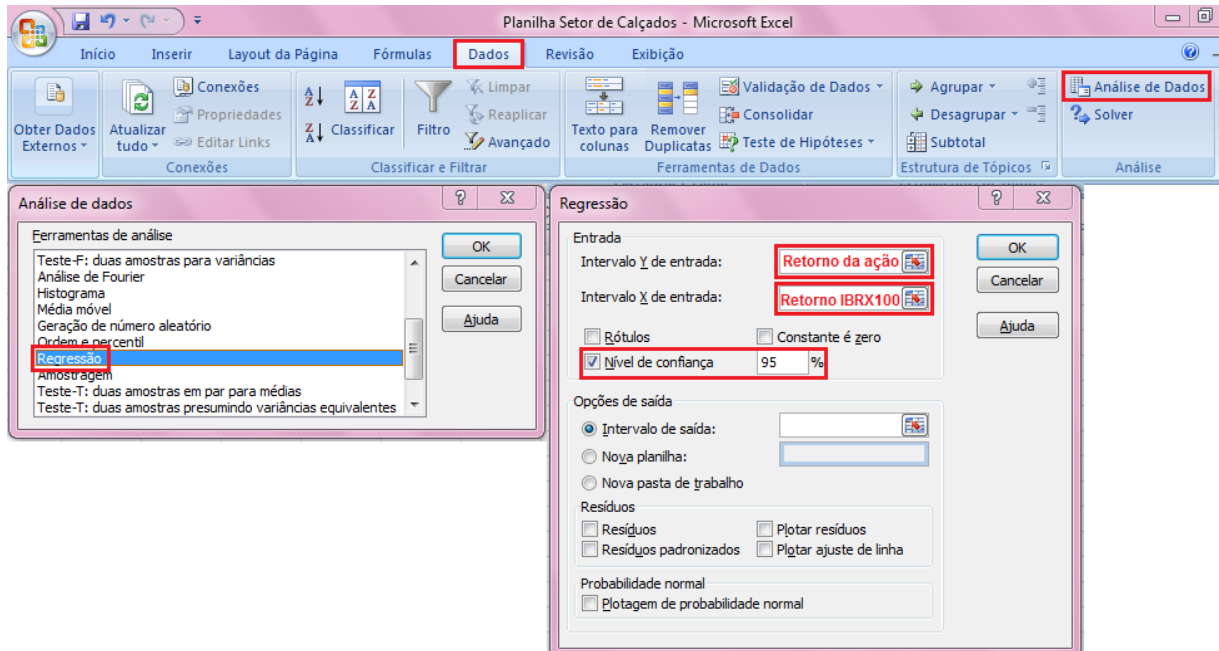 Planilha Setor de Calçados - Microsoft Excel
Início Inserir Layout da Página Fórmulas Dados Revisão Exibição
Obter Dados Externos
Atualizar tudo
Conexões
Propriedades
Editar Links
Conexões
Classificar
Filtro
Limpar
Reaplicar
Avançado
Classificar e Filtrar
Texto para colunas
Remover Duplicatas
Validação de Dados
Consolidar
Teste de Hipóteses
Ferramentas de Dados
Agrupar
Desagrupar
Subtotal
Estrutura de Tópicos
Análise de Dados
Solver
Análise
Análise de dados
Ferramentas de análise
Teste-F: duas amostras para variâncias
Análise de Fourier
Histograma
Média móvel
Geração de número aleatório
Ordem e percentil
Regressão
Amostragem
Teste-T: duas amostras em par para médias
Teste-T: duas amostras presumindo variâncias equivalentes
OK
Cancelar
Ajuda
Regressão
Entrada
Intervalo Y de entrada: Retorno da ação
Intervalo X de entrada: Retorno IBRX100
Rótulos Constante é zero
Nível de confiança 95 %
OK
Cancelar
Ajuda
Opções de saída
Intervalo de saída:
Nova planilha:
Nova pasta de trabalho
Resíduos
Resíduos Plotar resíduos
Resíduos padronizados Plotar ajuste de linha
Probabilidade normal
Plotagem de probabilidade normal